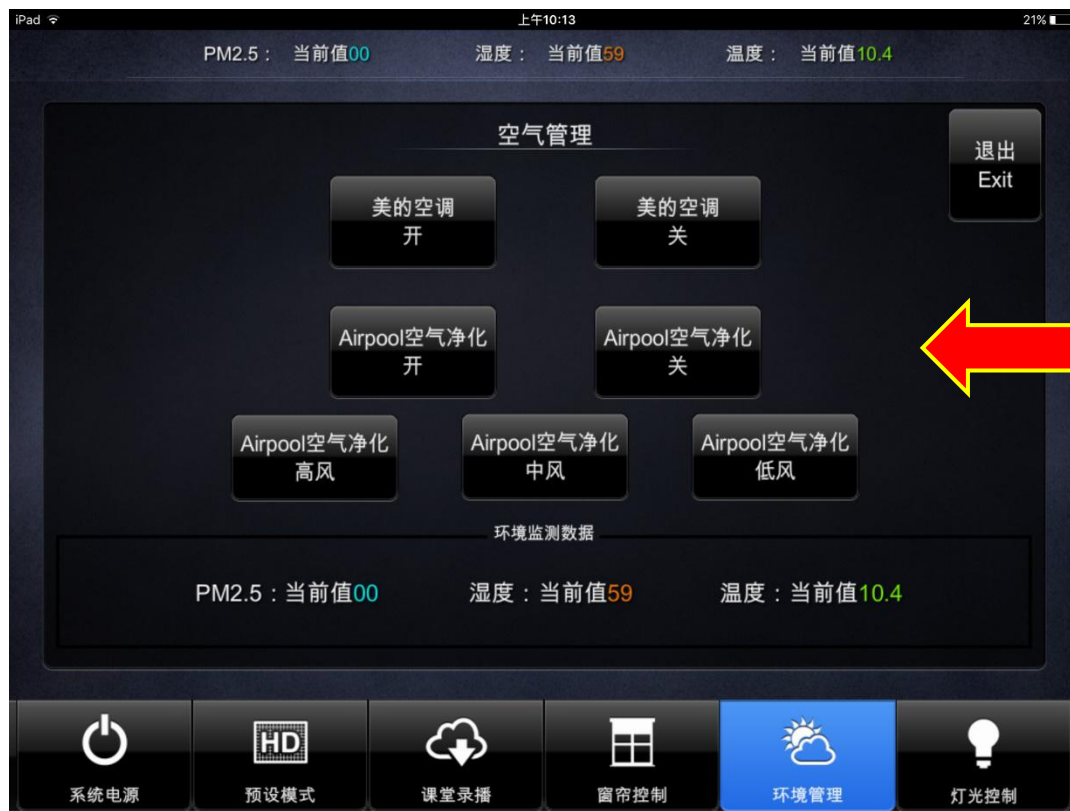 iPad 上午10:13 21%
PM2.5： 当前值00 湿度： 当前值59 温度： 当前值10.4
空气管理
退出
Exit
美的空调
开
美的空调
关
Airpool空气净化
开
Airpool空气净化
关
Airpool空气净化
高风
Airpool空气净化
中风
Airpool空气净化
低风
环境监测数据
PM2.5：当前值00 湿度：当前值59 温度：当前值10.4
HD
系统电源 预设模式 课堂录播 窗帘控制 环境管理 灯光控制